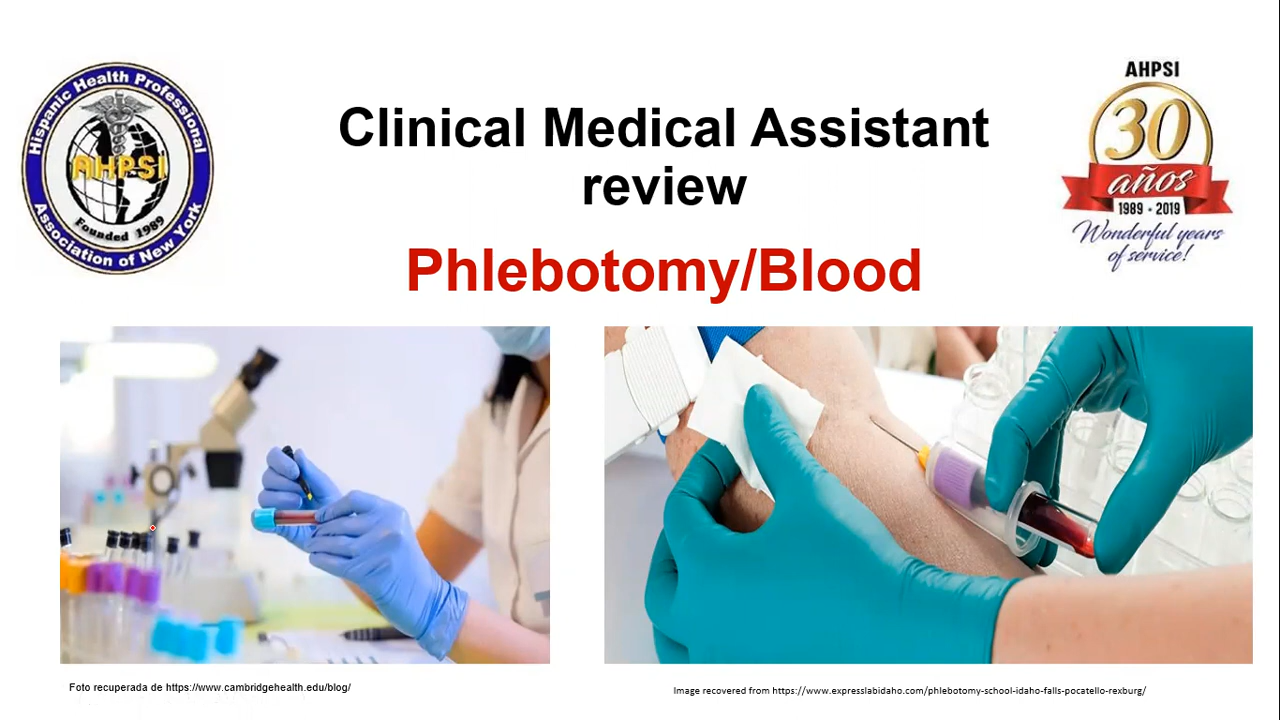 Hispanic Health Professional
AHPSI
Founded 1989
Association of New York
Clinical Medical Assistant
review
Phlebotomy/Blood
AHPSI
30
años
1989 - 2019
Wonderful years
of service!
Foto recuperada de https://www.cambridgehealth.edu/blog/
Image recovered from https://www.expresslabidaho.com/phlebotomy-school-idaho-falls-pocatello-rexburg/